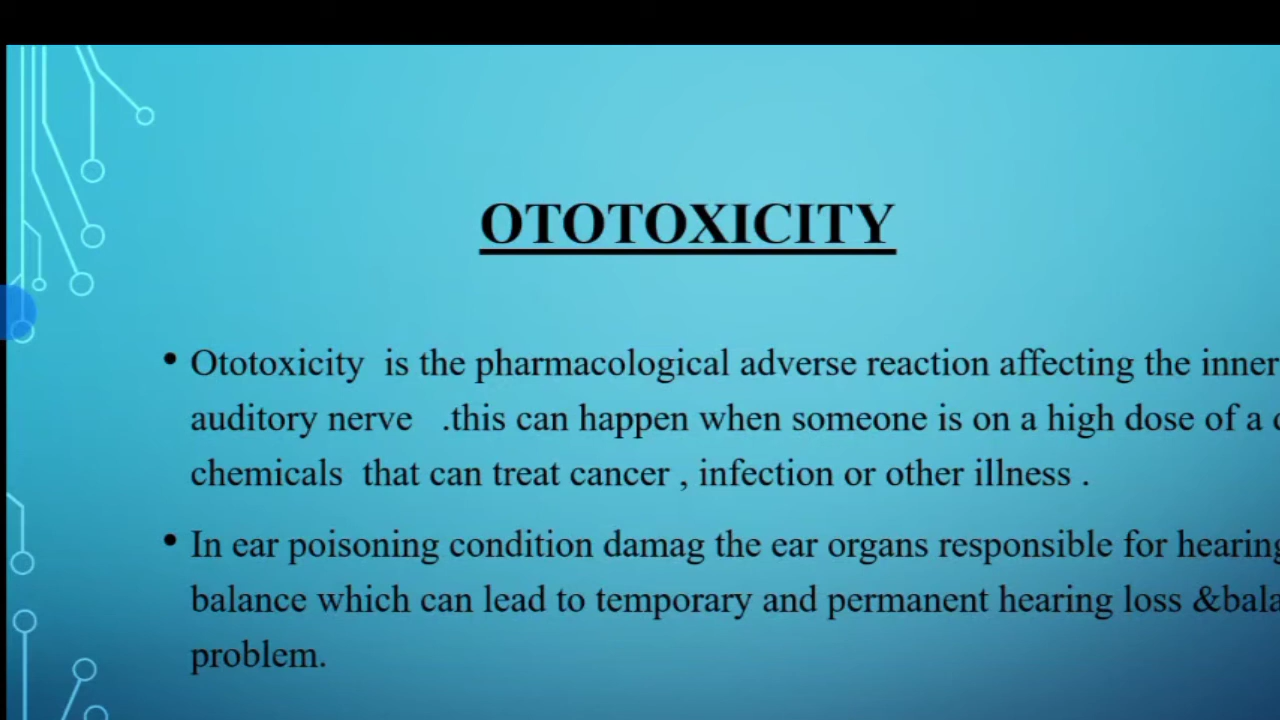 OTOTOXICITY
• Ototoxicity is the pharmacological adverse reaction affecting the inner
auditory nerve .this can happen when someone is on a high dose of a
chemicals that can treat cancer , infection or other illness .
• In ear poisoning condition damag the ear organs responsible for hearing
balance which can lead to temporary and permanent hearing loss &bala
problem.